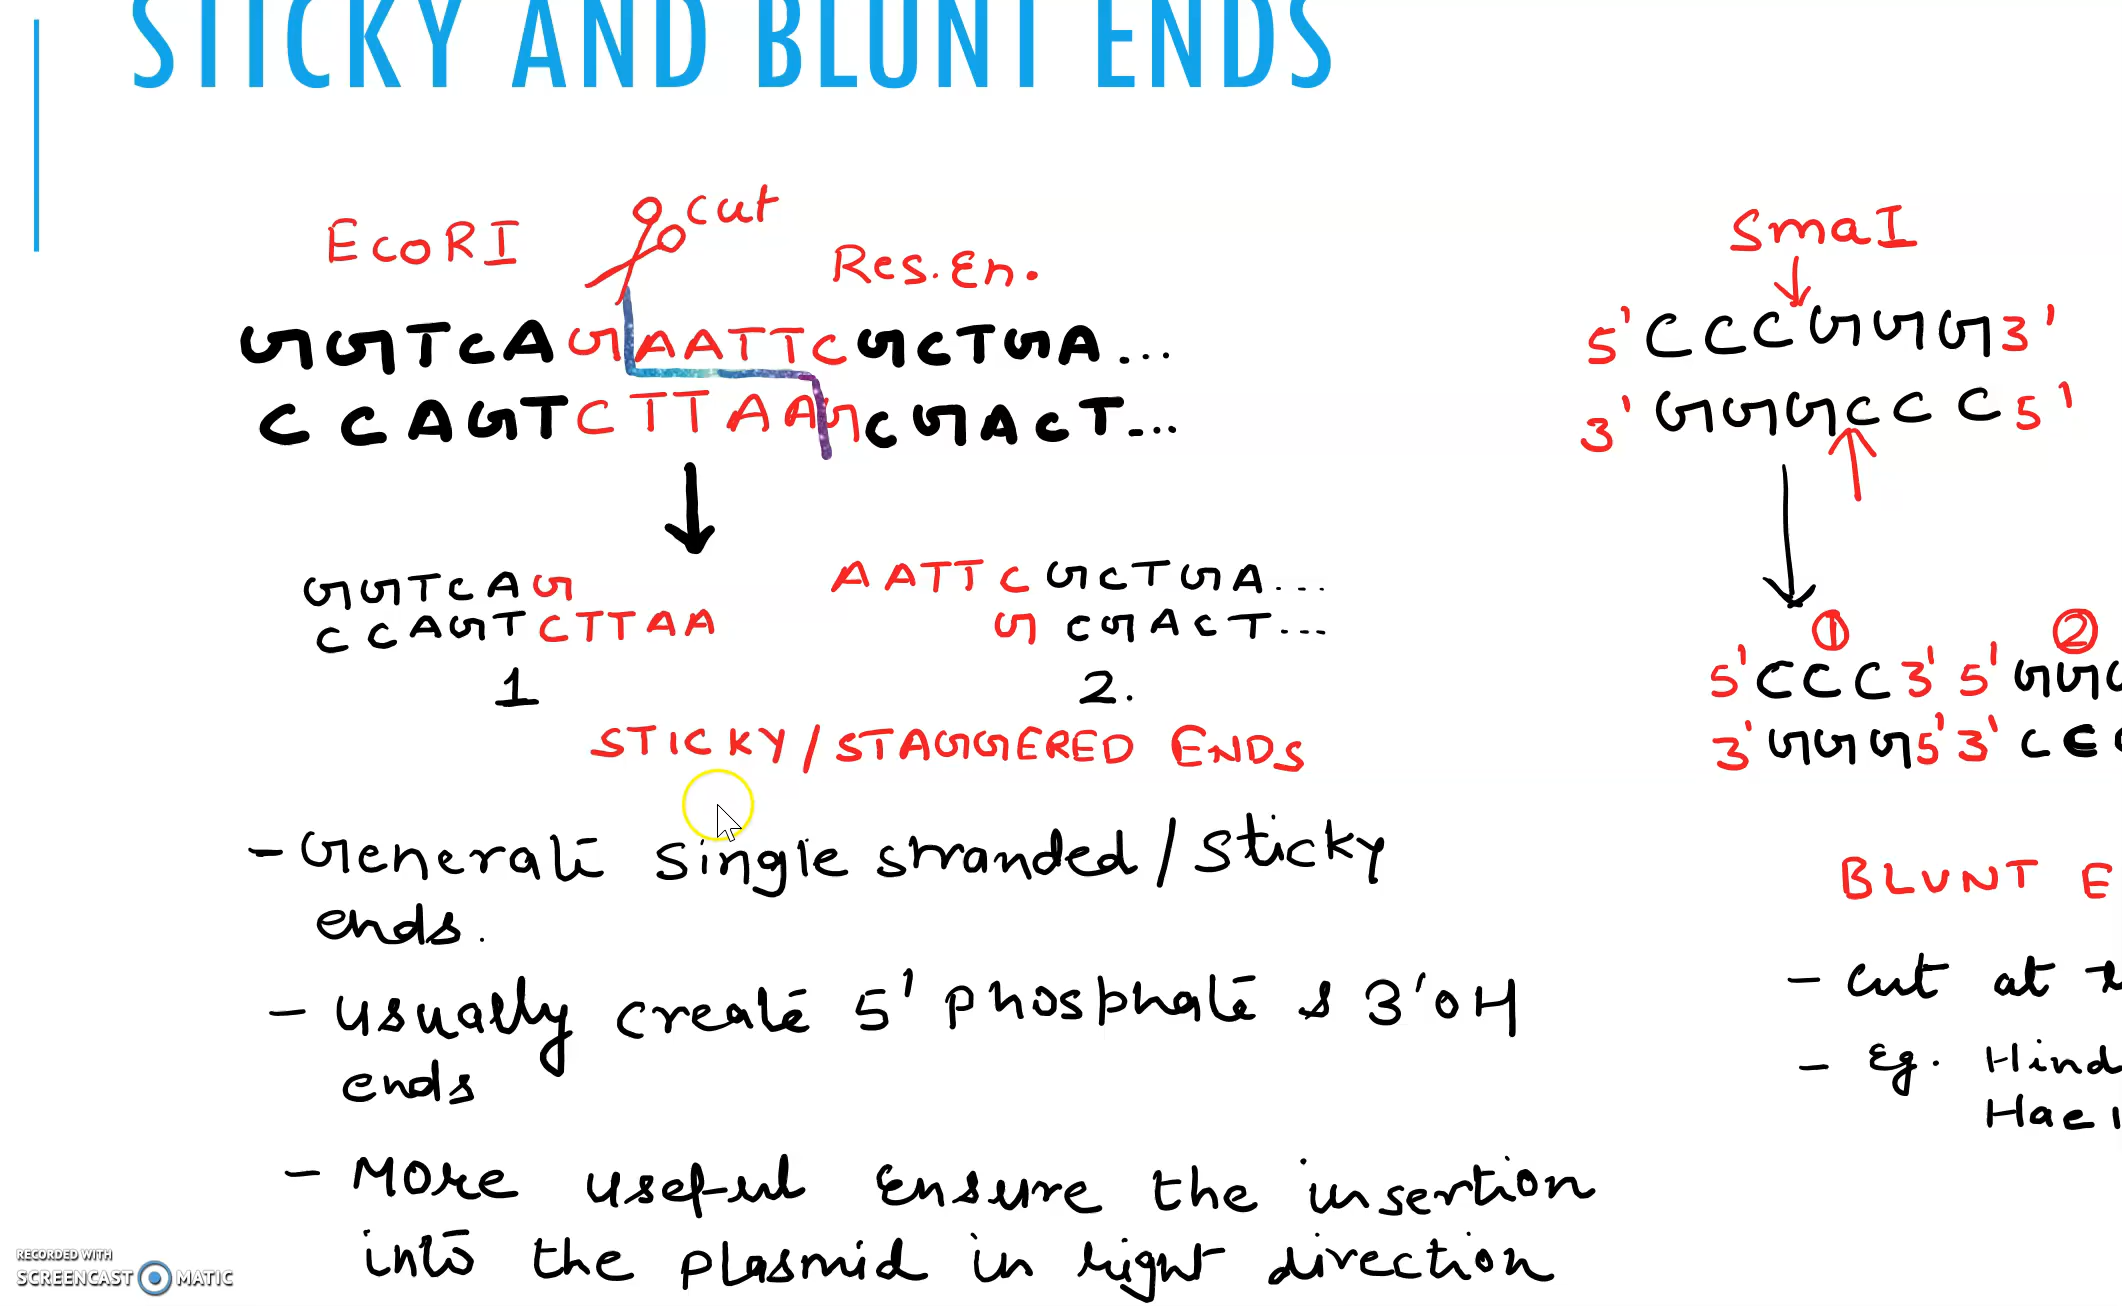 STICKY AND BLUNT ENDS
EcoRI
cut
Res. En.
GGTCAGAATTCGCTGA...
CCAGTCTTAAGCGACT...
GGTCAG
CCAGTCTTAA
1
AATTCGCTGA...
GCGACT...
2.
STICKY/STAGGERED ENDS
- Generate single stranded/sticky
ends.
- usually create 5' phosphate & 3'OH
ends
- More useful ensure the insertion
into the plasmid in right direction
SmaI
5' CCCGGG 3'
3' GGGCCC 5'
1 2
5' CCC 3' 5' GG
3' GGG 5' 3' CC
BLUNT E
- cut at
- Eg. Hind
Hae
RECORDED WITH
SCREENCAST MATIC